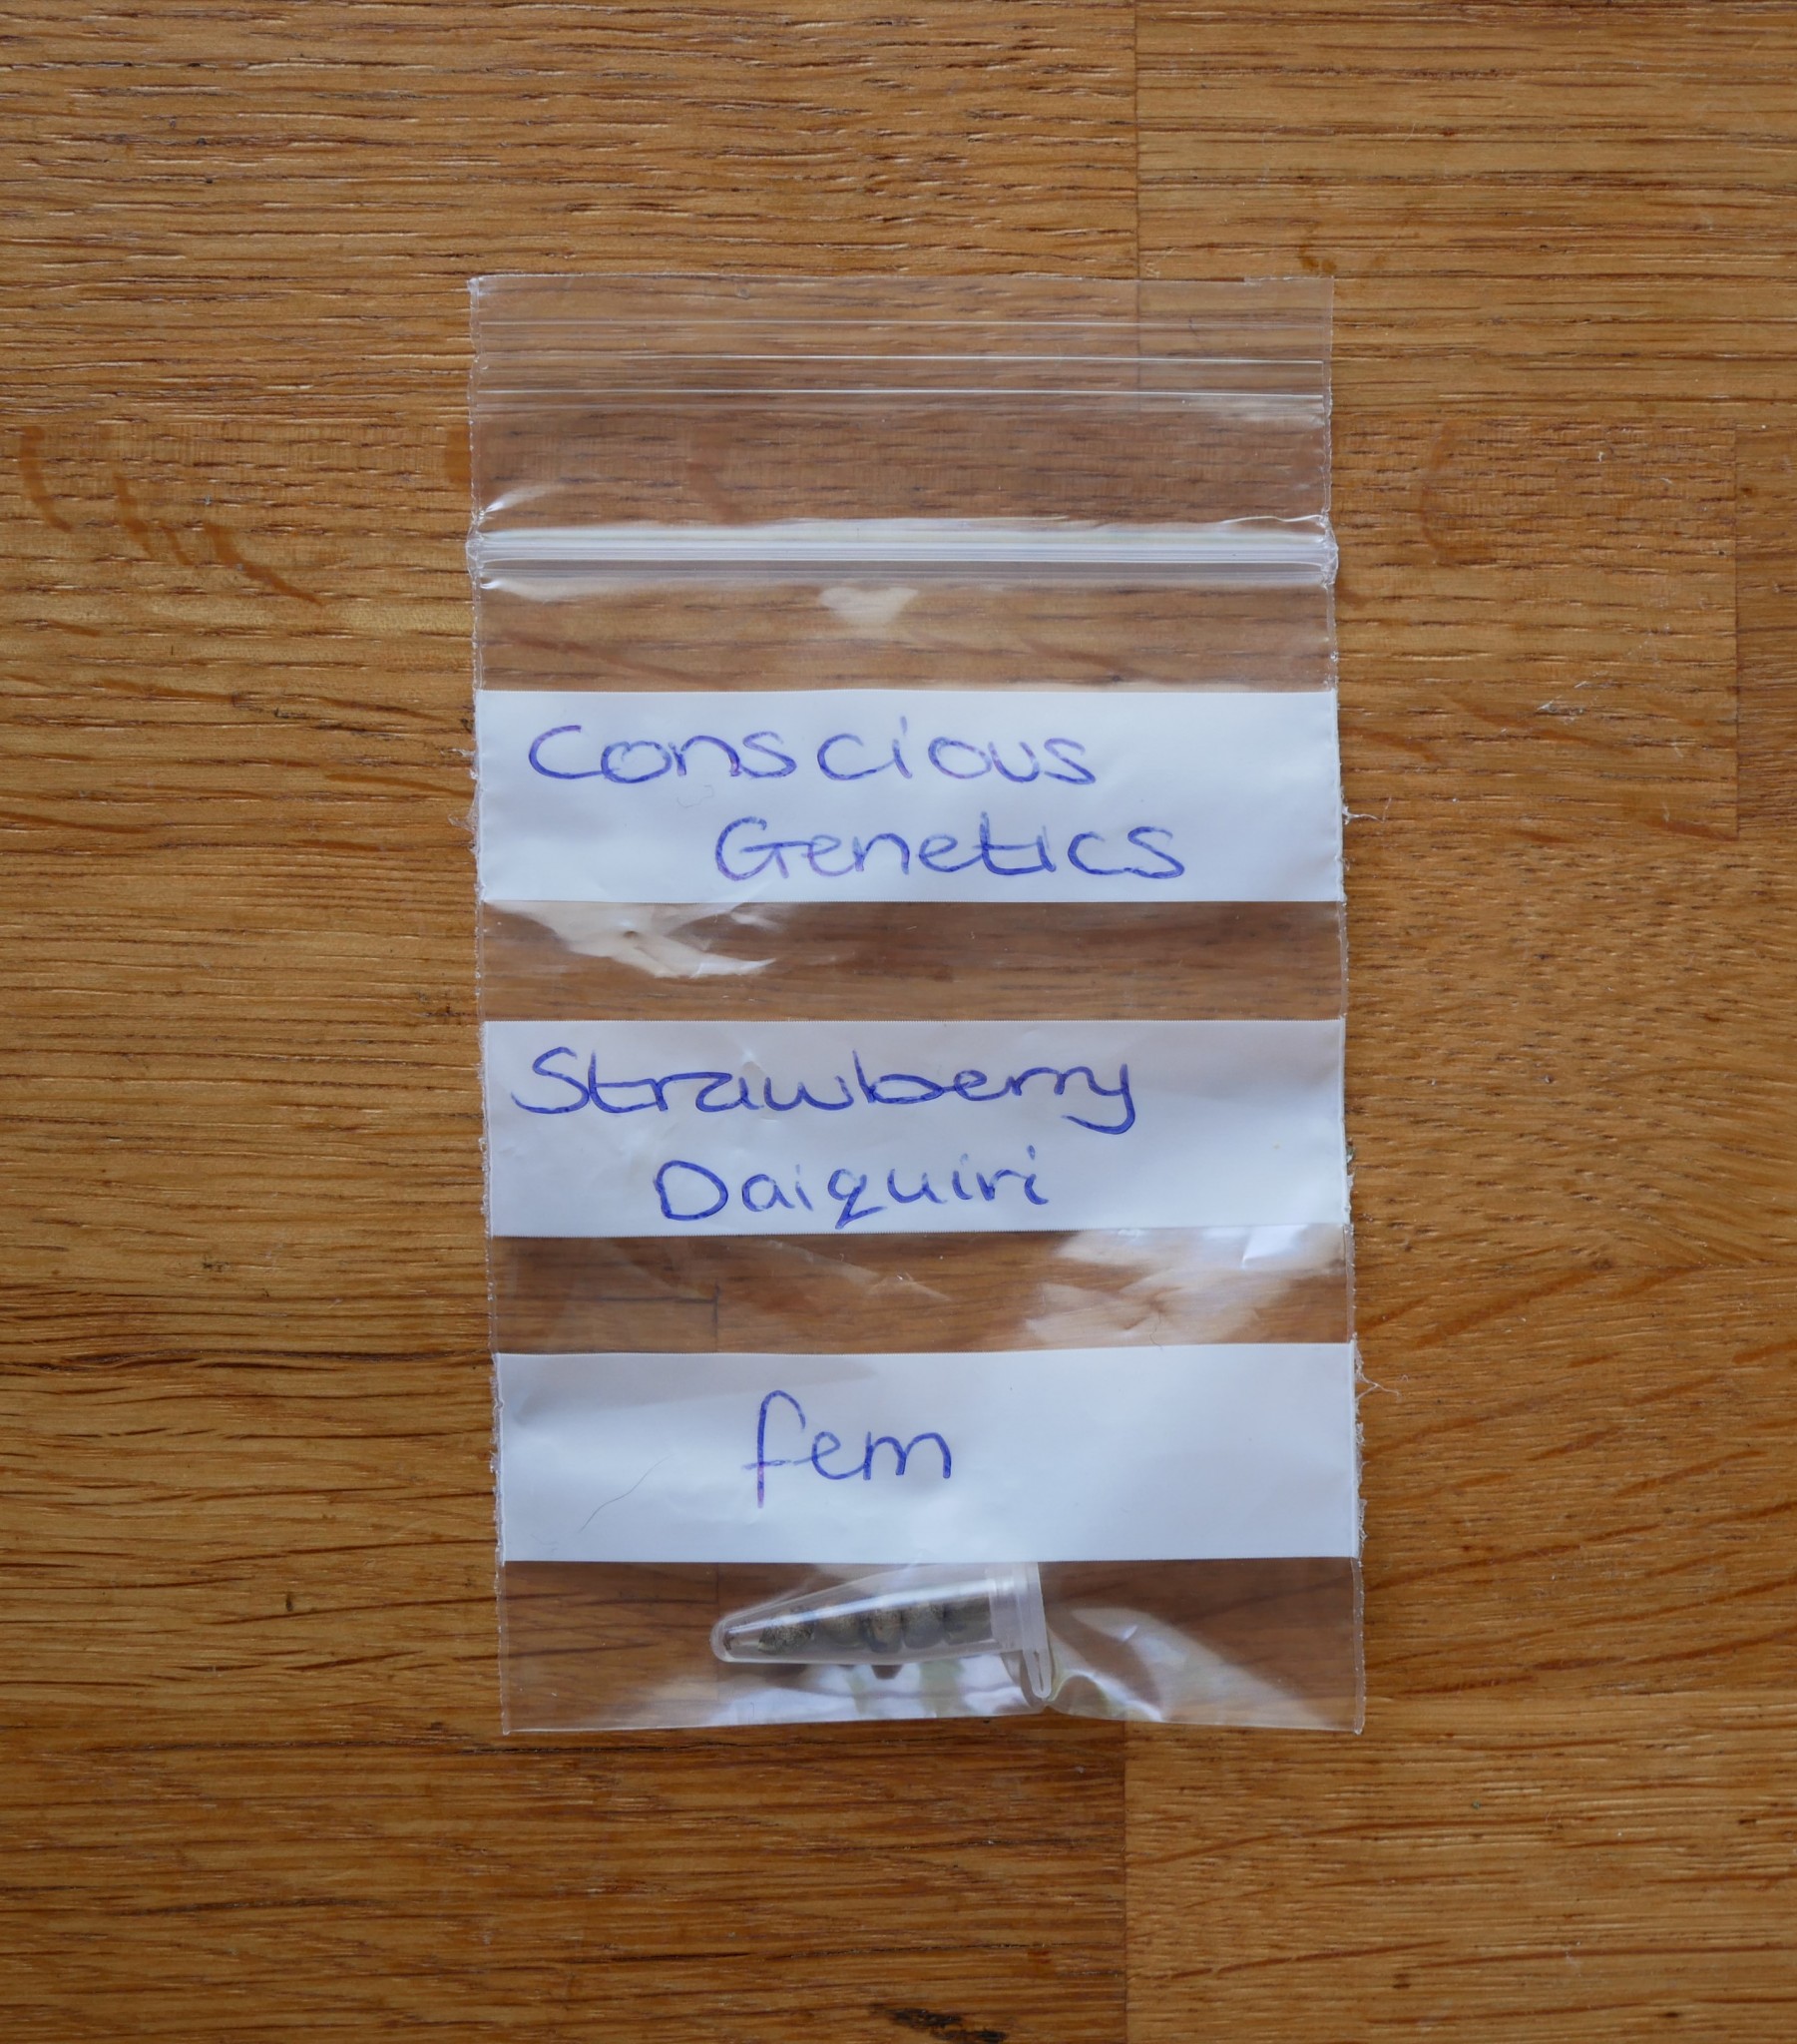 Conscious
Genetics
Strawberry
Daiquiri
fem